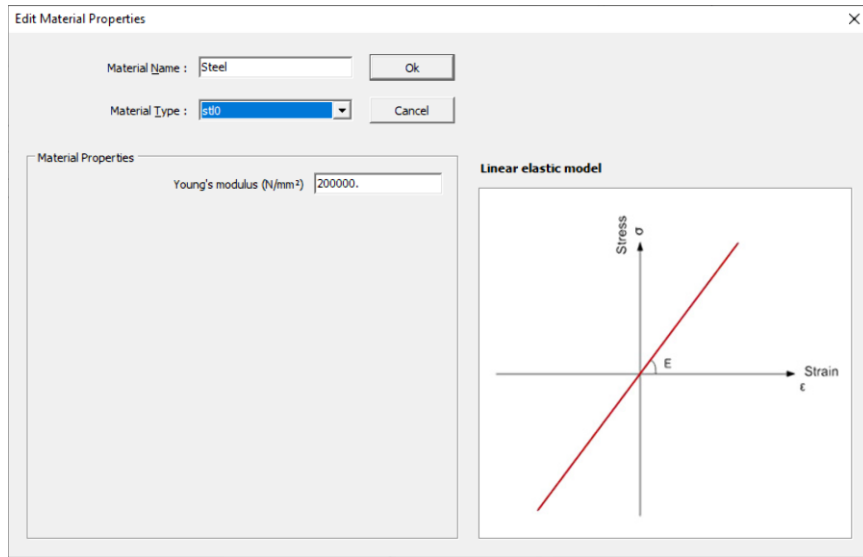 Edit Material Properties
Material Name : Steel
Ok
Material Type : stl0
Cancel
Material Properties
Young's modulus (N/mm²) 200000.
Linear elastic model
Stress
σ
E
Strain
ε